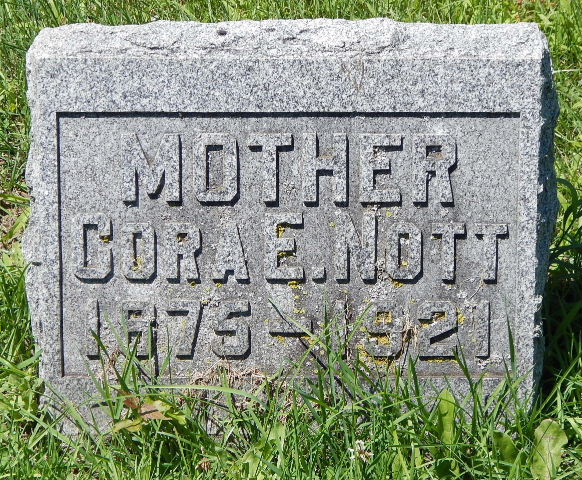 MOTHER
CORA E. NOTT
1875 - 1921